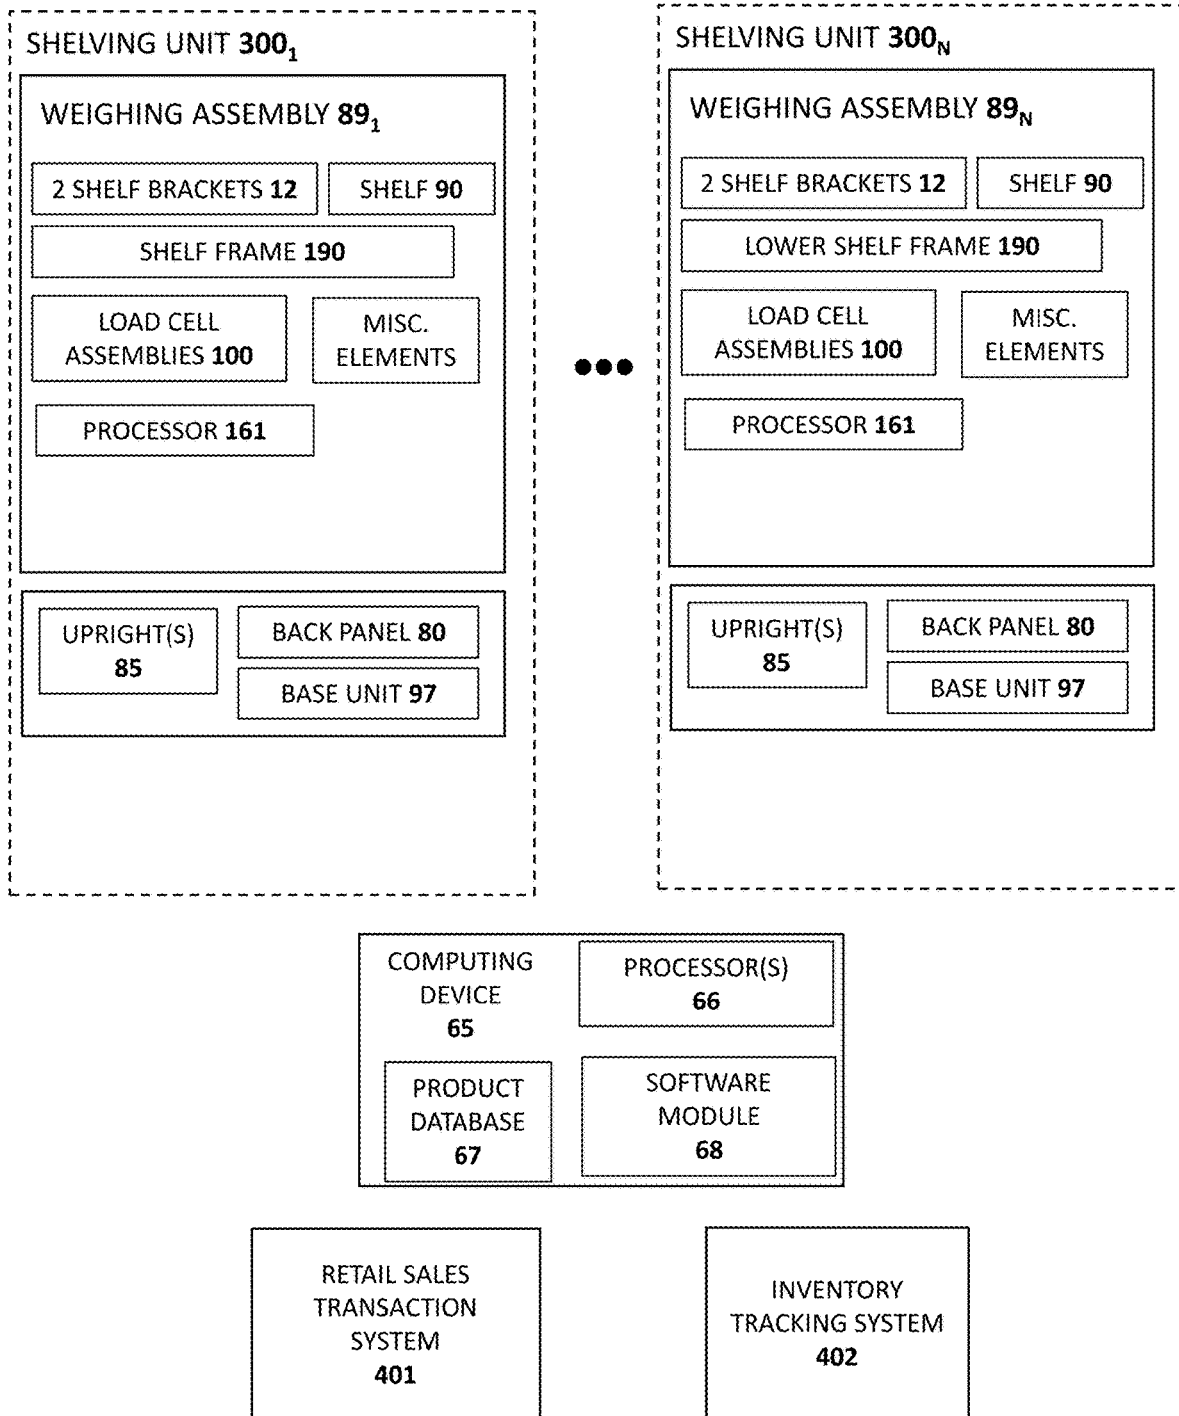 SHELVING UNIT 300₁
WEIGHING ASSEMBLY 89₁
2 SHELF BRACKETS 12
SHELF 90
SHELF FRAME 190
LOAD CELL
ASSEMBLIES 100
MISC.
ELEMENTS
PROCESSOR 161
UPRIGHT(S)
85
BACK PANEL 80
BASE UNIT 97
•••
SHELVING UNIT 300N
WEIGHING ASSEMBLY 89N
2 SHELF BRACKETS 12
SHELF 90
LOWER SHELF FRAME 190
LOAD CELL
ASSEMBLIES 100
MISC.
ELEMENTS
PROCESSOR 161
UPRIGHT(S)
85
BACK PANEL 80
BASE UNIT 97
COMPUTING
DEVICE
65
PROCESSOR(S)
66
PRODUCT
DATABASE
67
SOFTWARE
MODULE
68
RETAIL SALES
TRANSACTION
SYSTEM
401
INVENTORY
TRACKING SYSTEM
402